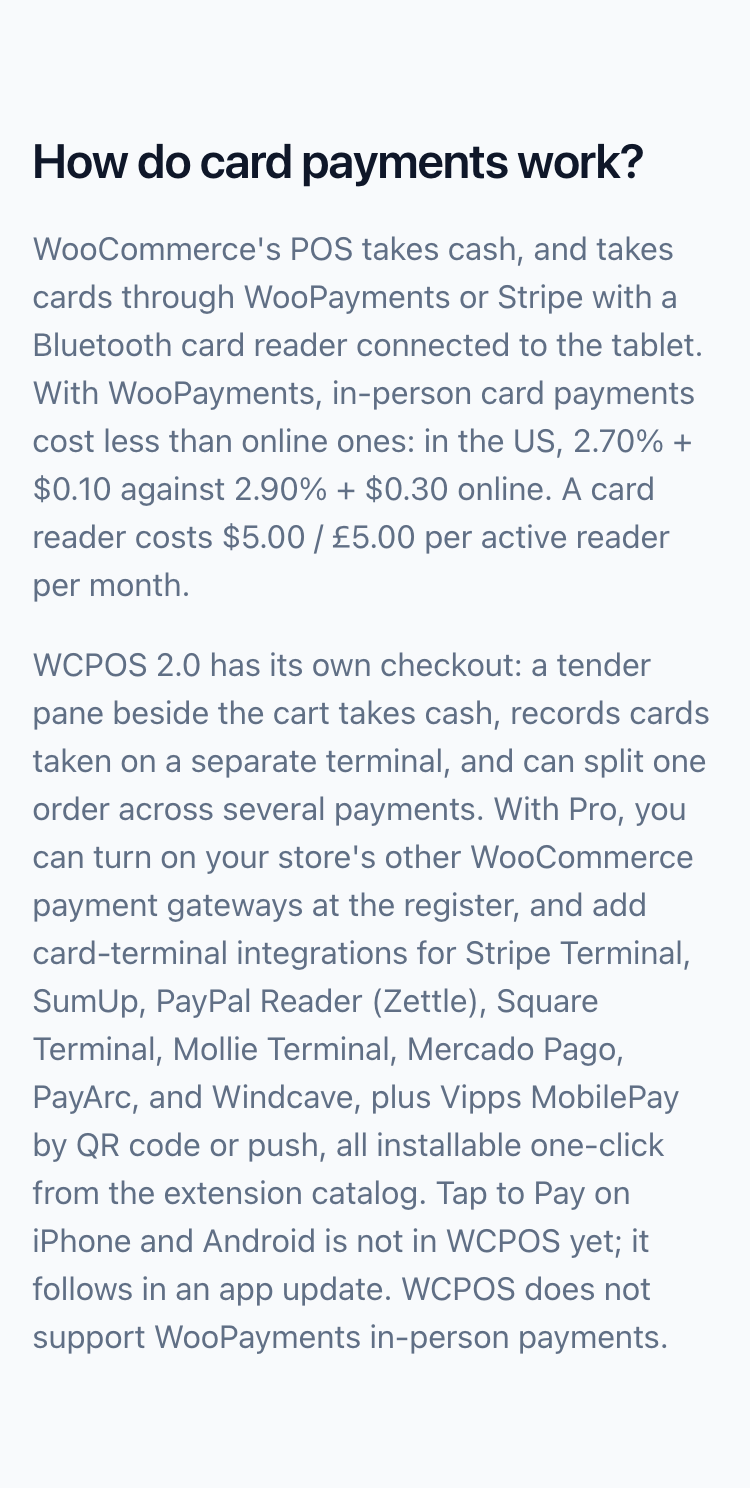 How do card payments work?
WooCommerce's POS takes cash, and takes
cards through WooPayments or Stripe with a
Bluetooth card reader connected to the tablet.
With WooPayments, in-person card payments
cost less than online ones: in the US, 2.70% +
$0.10 against 2.90% + $0.30 online. A card
reader costs $5.00 / £5.00 per active reader
per month.
WCPOS 2.0 has its own checkout: a tender
pane beside the cart takes cash, records cards
taken on a separate terminal, and can split one
order across several payments. With Pro, you
can turn on your store's other WooCommerce
payment gateways at the register, and add
card-terminal integrations for Stripe Terminal,
SumUp, PayPal Reader (Zettle), Square
Terminal, Mollie Terminal, Mercado Pago,
PayArc, and Windcave, plus Vipps MobilePay
by QR code or push, all installable one-click
from the extension catalog. Tap to Pay on
iPhone and Android is not in WCPOS yet; it
follows in an app update. WCPOS does not
support WooPayments in-person payments.